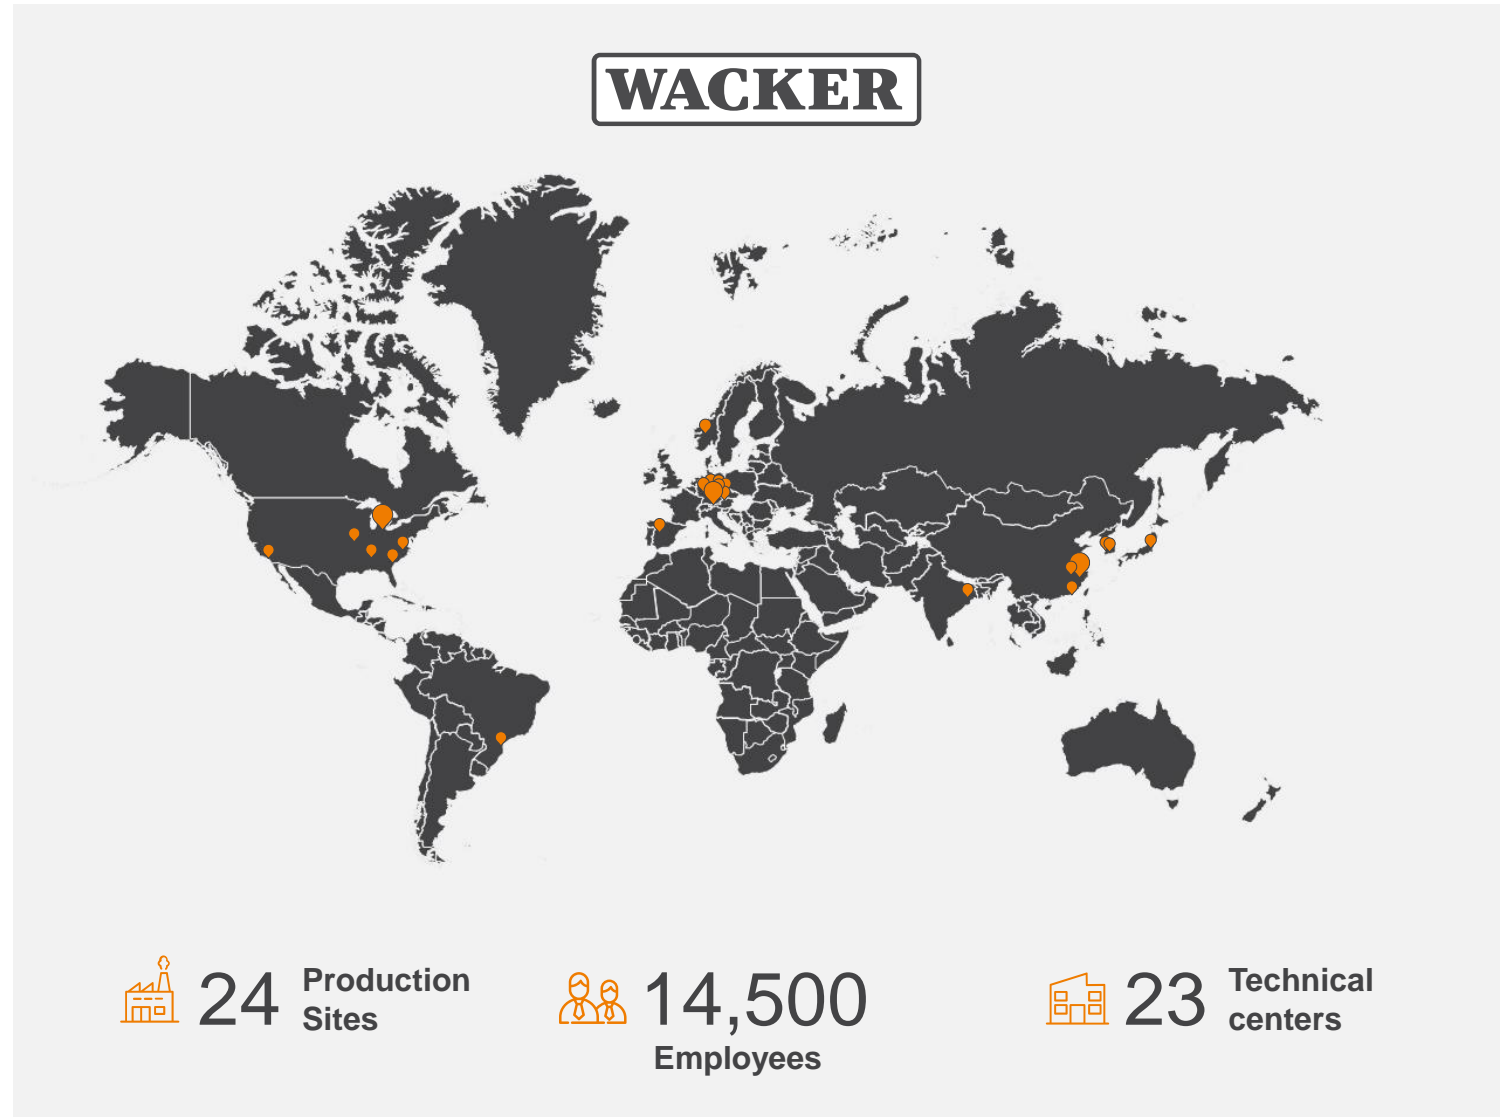 WACKER
24 Production
Sites
14,500
Employees
23 Technical
centers